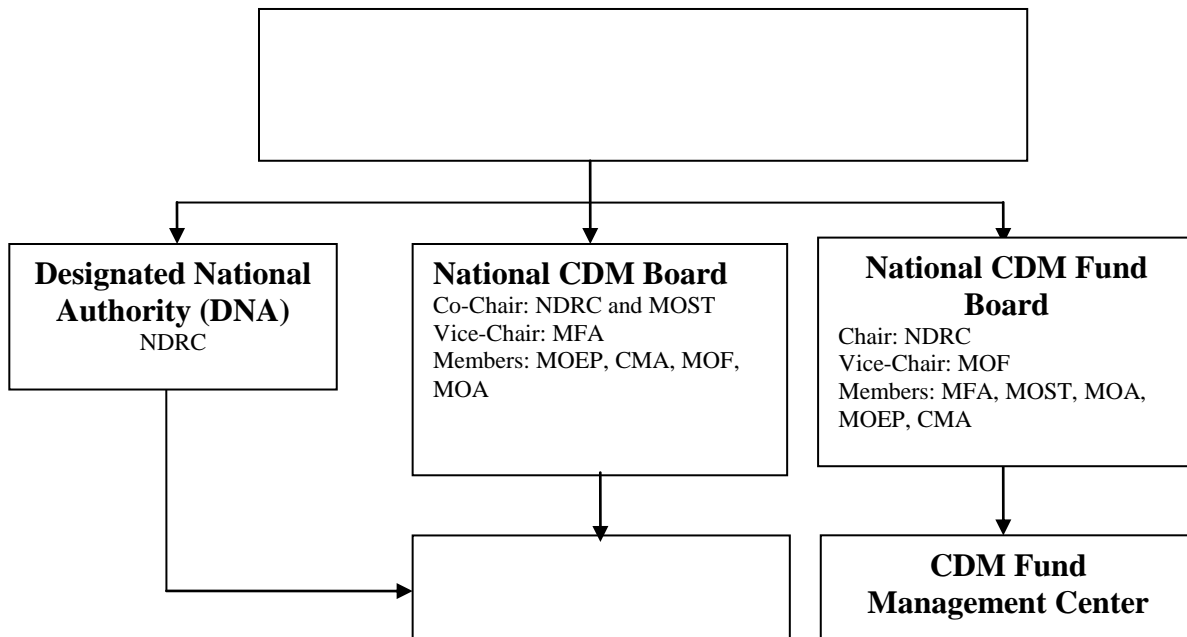 Designated National
Authority (DNA)
NDRC
National CDM Board
Co-Chair: NDRC and MOST
Vice-Chair: MFA
Members: MOEP, CMA, MOF,
MOA
National CDM Fund
Board
Chair: NDRC
Vice-Chair: MOF
Members: MFA, MOST, MOA,
MOEP, CMA
CDM Fund
Management Center